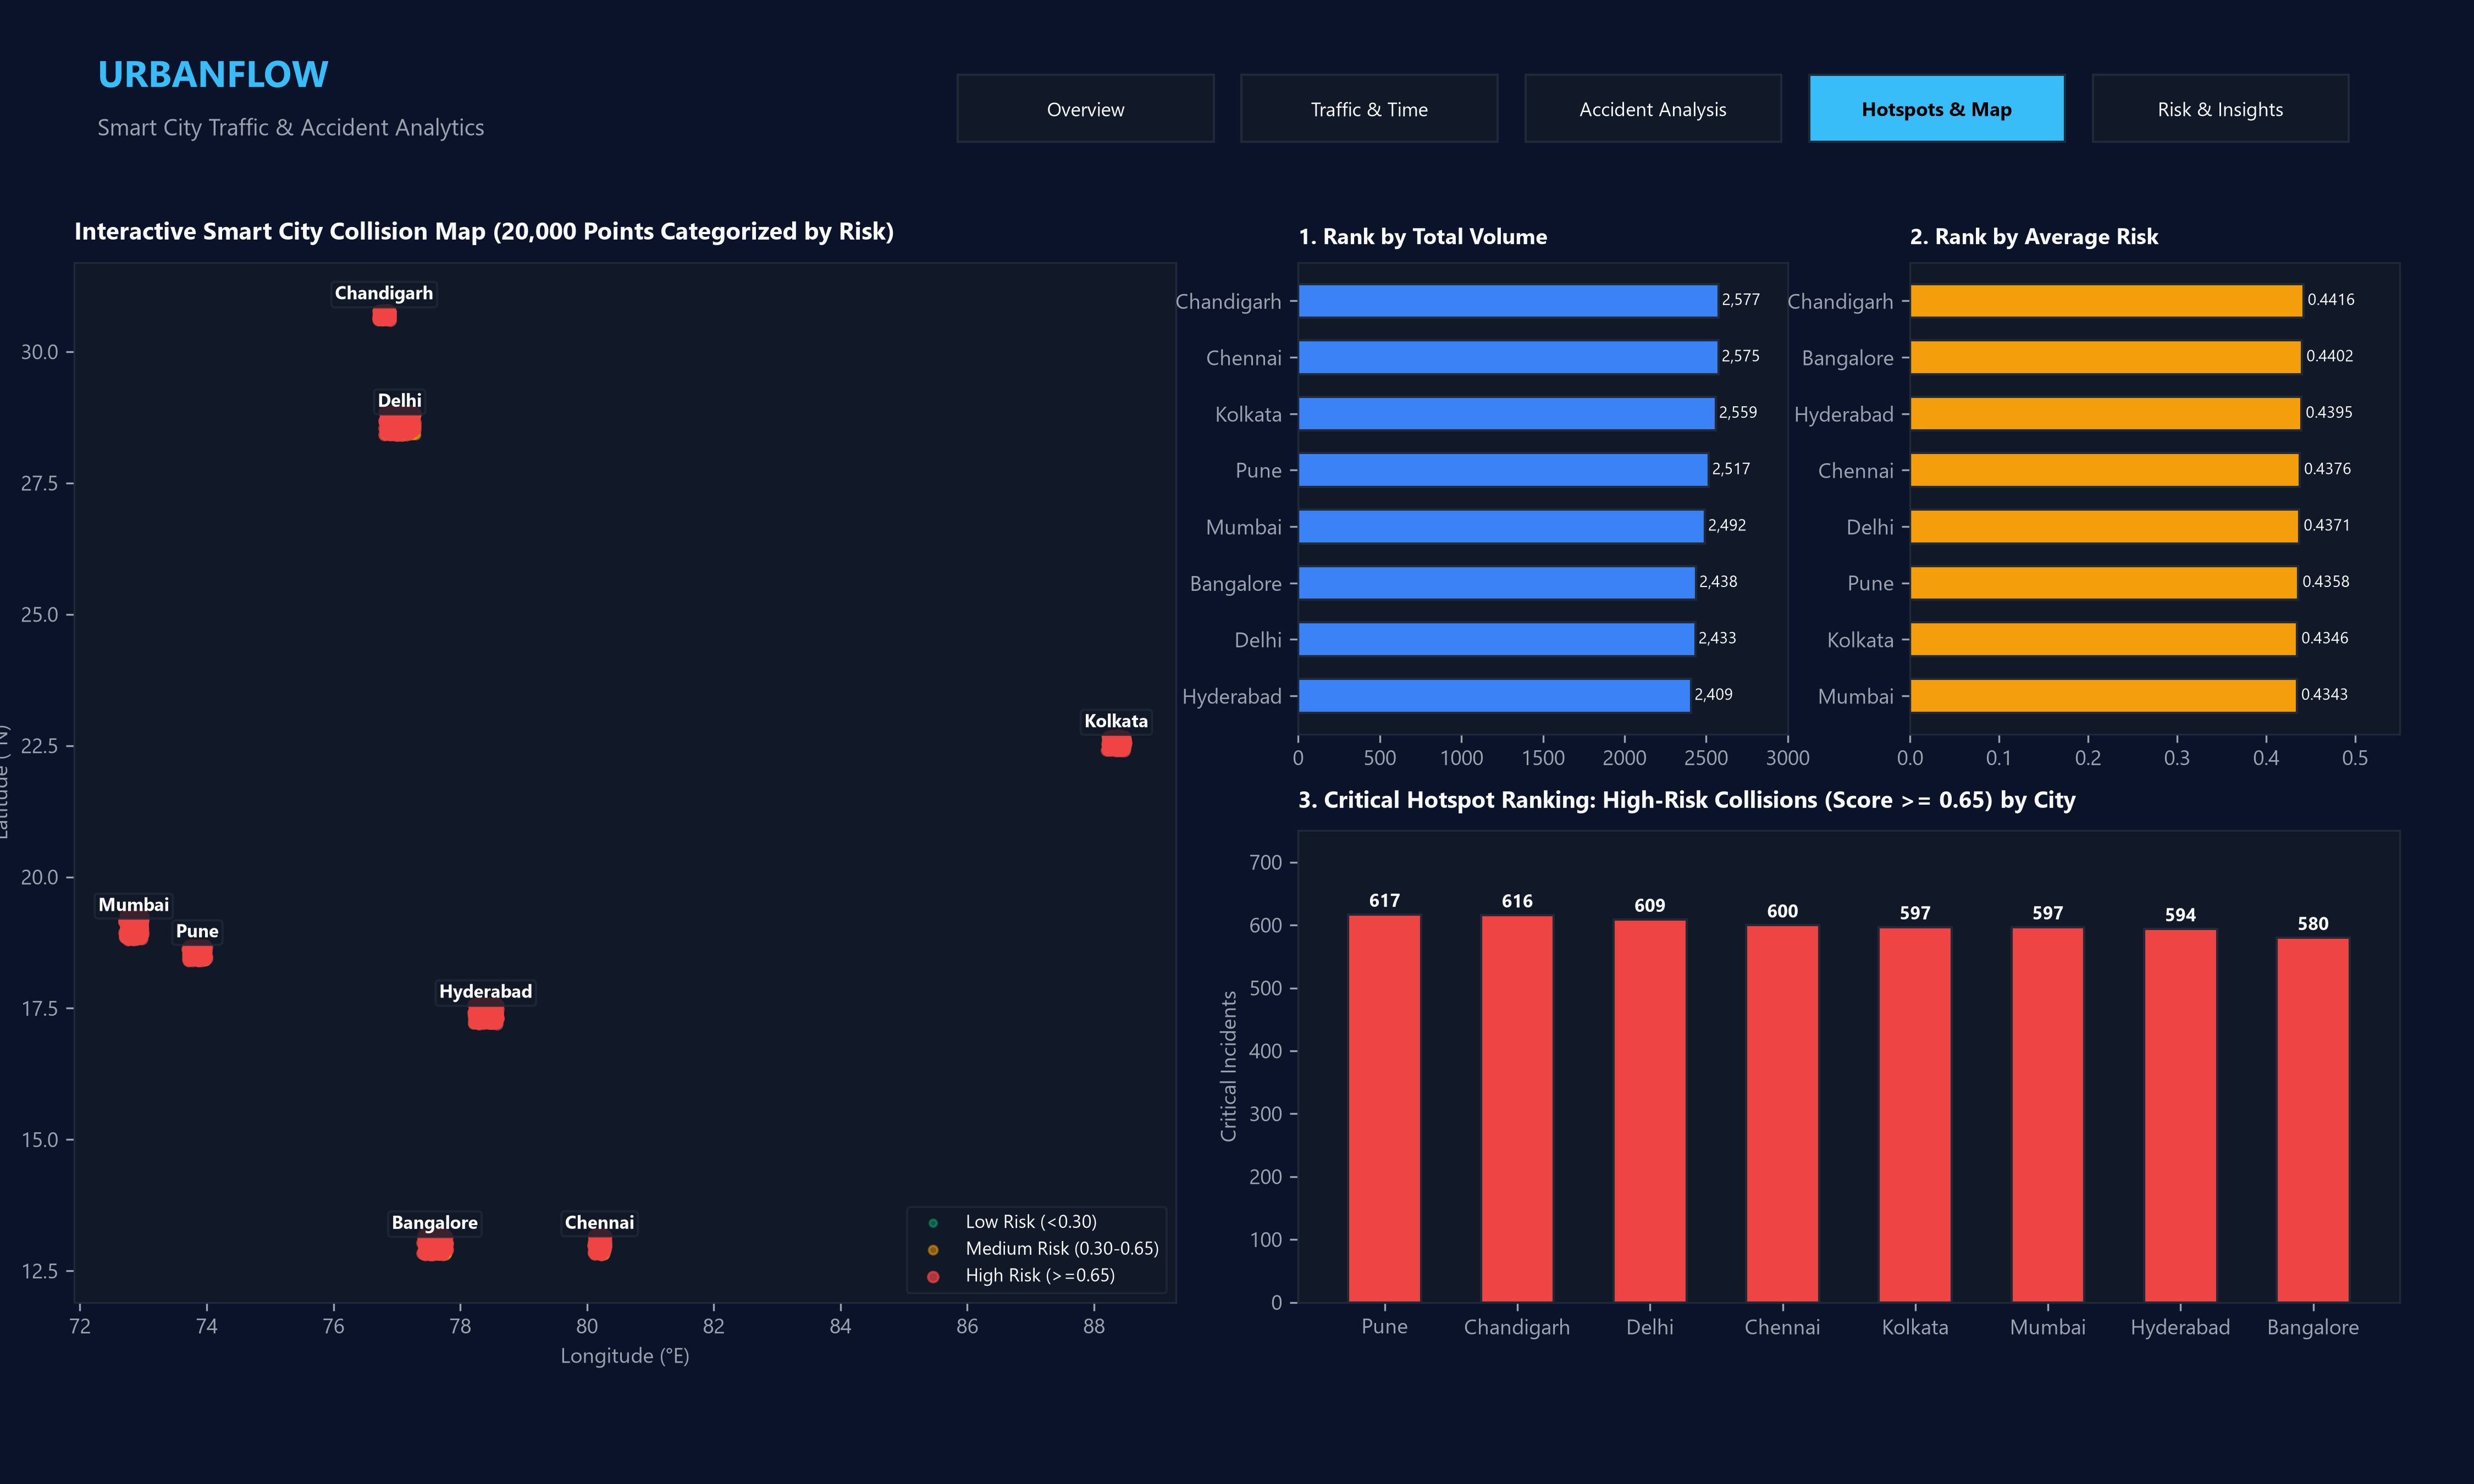 URBANFLOW
Smart City Traffic & Accident Analytics
Overview
Traffic & Time
Accident Analysis
Hotspots & Map
Risk & Insights
Interactive Smart City Collision Map (20,000 Points Categorized by Risk)
Chandigarh
Delhi
Kolkata
Mumbai
Pune
Hyderabad
Bangalore
Chennai
30.0
27.5
25.0
22.5
20.0
17.5
15.0
12.5
72 74 76 78 80 82 84 86 88
Longitude (°E)
Low Risk (<0.30)
Medium Risk (0.30-0.65)
High Risk (>=0.65)
1. Rank by Total Volume
Chandigarh 2,577
Chennai 2,575
Kolkata 2,559
Pune 2,517
Mumbai 2,492
Bangalore 2,438
Delhi 2,433
Hyderabad 2,409
0 500 1000 1500 2000 2500 3000
2. Rank by Average Risk
Chandigarh 0.4416
Bangalore 0.4402
Hyderabad 0.4395
Chennai 0.4376
Delhi 0.4371
Pune 0.4358
Kolkata 0.4346
Mumbai 0.4343
0.0 0.1 0.2 0.3 0.4 0.5
3. Critical Hotspot Ranking: High-Risk Collisions (Score >= 0.65) by City
Critical Incidents
700
600
500
400
300
200
100
0
617 616 609 600 597 597 594 580
Pune Chandigarh Delhi Chennai Kolkata Mumbai Hyderabad Bangalore